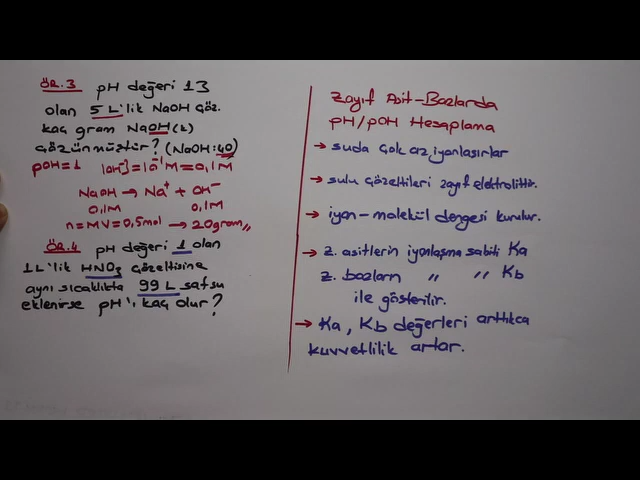 ÖR.3 pH değeri 13
olan 5 L'lik NaOH çöz.
kaç gram NaOH(k)
çözünmüştür? (NaOH:40)
pOH=1 [OH⁻]=10⁻¹M=0,1M
NaOH → Na⁺ + OH⁻
0,1M 0,1M
n=MV=0,5mol → 20gram,,
ÖR.4 pH değeri 1 olan
1L'lik HNO₃ çözeltisine
aynı sıcaklıkta 99 L saf su
eklenirse pH'ı kaç olur?
Zayıf Asit-Bazlarda
pH/pOH Hesaplama
→ suda çok az iyonlaşırlar
→ sulu çözeltileri zayıf elektrolittir.
→ iyon-molekül dengesi kurulur.
→ z. asitlerin iyonlaşma sabiti Ka
z. bazların " " Kb
ile gösterilir.
→ Ka, Kb değerleri arttıkca
kuvvetlilik artar.